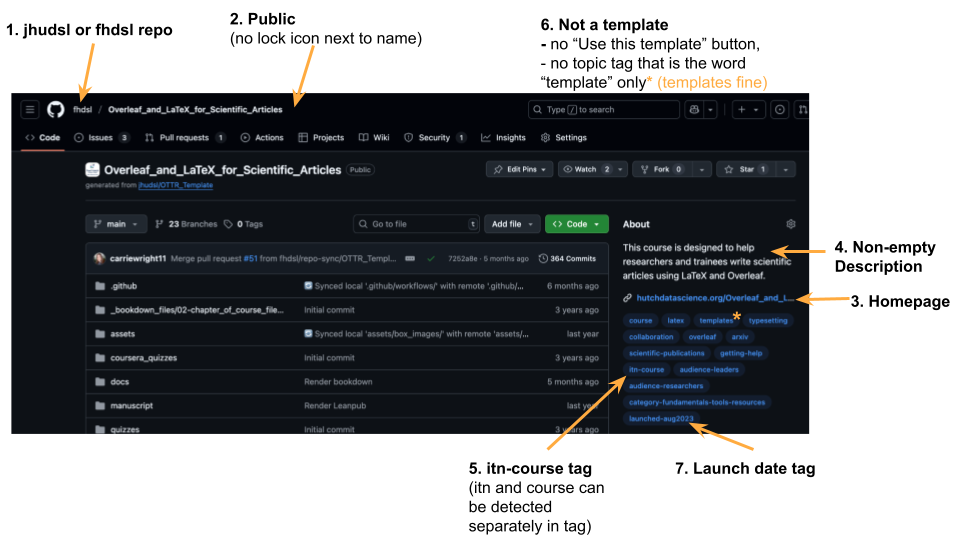 1. jhudsl or fhdsl repo
2. Public
(no lock icon next to name)
6. Not a template
- no “Use this template” button,
- no topic tag that is the word
“template” only* (templates fine)
fhdsl / Overleaf_and_LaTeX_for_Scientific_Articles
Type / to search
Code Issues 3 Pull requests 1 Actions Projects Wiki Security 1 Insights Settings
Overleaf_and_LaTeX_for_Scientific_Articles Public
Edit Pins Watch 2 Fork 0 Star 1
generated from jhudsl/OTTR_Template
main 23 Branches 0 Tags Go to file t Add file Code
carriewright11 Merge pull request #51 from fhdsl/repo-sync/OTTR_Templ... 7252a8e · 5 months ago 364 Commits
.github Synced local '.github/workflows/' with remote '.github/... 6 months ago
_bookdown_files/02-chapter_of_course_file... Initial commit 3 years ago
assets Synced local 'assets/box_images/' with remote 'assets/... last year
coursera_quizzes Initial commit 3 years ago
docs Render bookdown 5 months ago
manuscript Render Leanpub last year
quizzes Initial commit 3 years ago
About
This course is designed to help
researchers and trainees write scientific
articles using LaTeX and Overleaf.
hutchdatascience.org/Overleaf_and_L...
course latex templates* typesetting
collaboration overleaf arxiv
scientific-publications getting-help
itn-course audience-leaders
audience-researchers
category-fundamentals-tools-resources
launched-aug2023
4. Non-empty
Description
3. Homepage
5. itn-course tag
(itn and course can
be detected
separately in tag)
7. Launch date tag